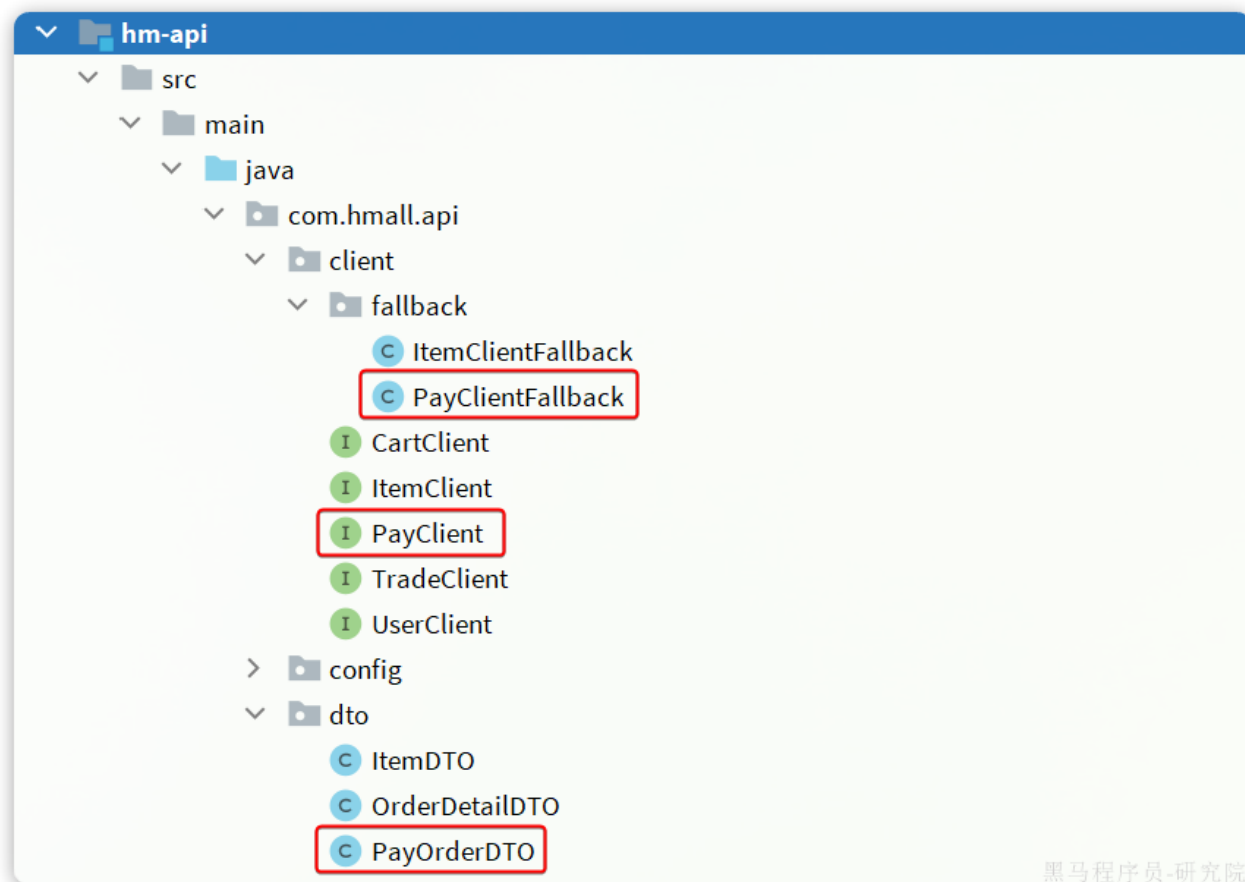 hm-api
src
main
java
com.hmall.api
client
fallback
C ItemClientFallback
C PayClientFallback
I CartClient
I ItemClient
I PayClient
I TradeClient
I UserClient
config
dto
C ItemDTO
C OrderDetailDTO
C PayOrderDTO
黑马程序员-研究院